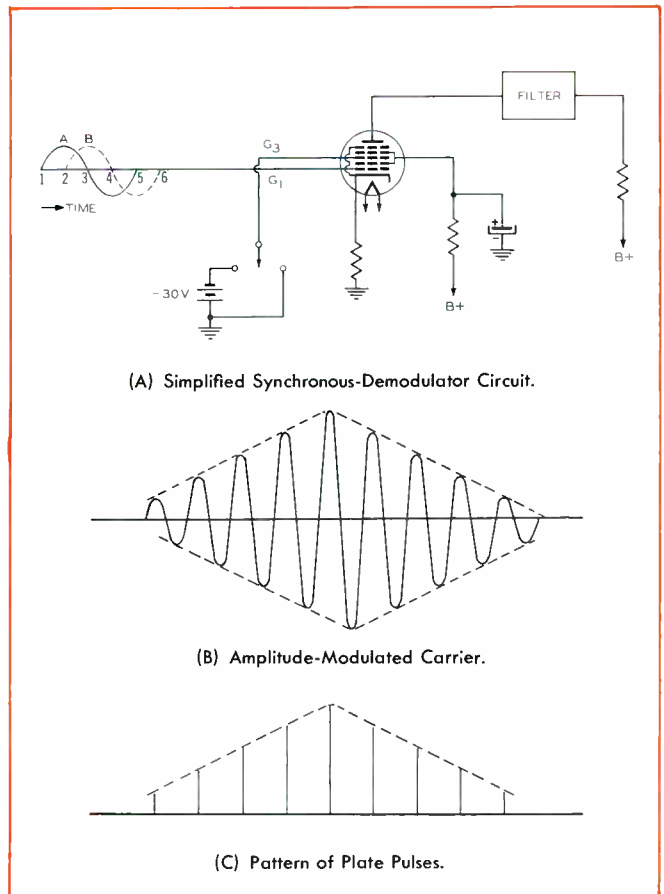 FILTER
A B
G3
G1
1 2 3 4 5 6
→TIME
-30V
+
-
B+
B+
(A) Simplified Synchronous-Demodulator Circuit.
(B) Amplitude-Modulated Carrier.
(C) Pattern of Plate Pulses.